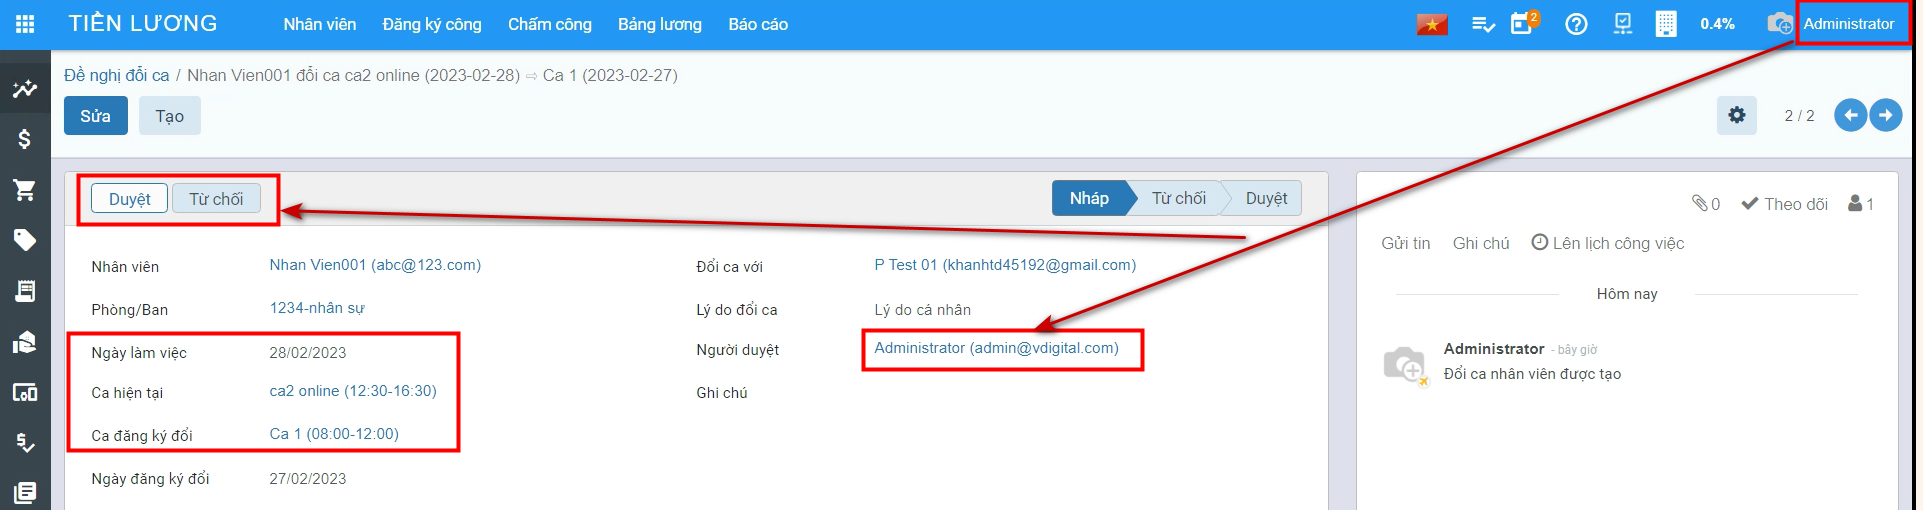 TIỀN LƯƠNG Nhân viên Đăng ký công Chấm công Bảng lương Báo cáo 2 0.4% Administrator
Đề nghị đổi ca / Nhan Vien001 đổi ca ca2 online (2023-02-28) ⇨ Ca 1 (2023-02-27)
Sửa Tạo 2 / 2
Duyệt Từ chối Nháp Từ chối Duyệt
Nhân viên Nhan Vien001 (abc@123.com)
Phòng/Ban 1234-nhân sự
Ngày làm việc 28/02/2023
Ca hiện tại ca2 online (12:30-16:30)
Ca đăng ký đổi Ca 1 (08:00-12:00)
Ngày đăng ký đổi 27/02/2023
Đổi ca với P Test 01 (khanhtd45192@gmail.com)
Lý do đổi ca Lý do cá nhân
Người duyệt Administrator (admin@vdigital.com)
Ghi chú
0 Theo dõi 1
Gửi tin Ghi chú Lên lịch công việc
Hôm nay
Administrator - bây giờ
Đổi ca nhân viên được tạo